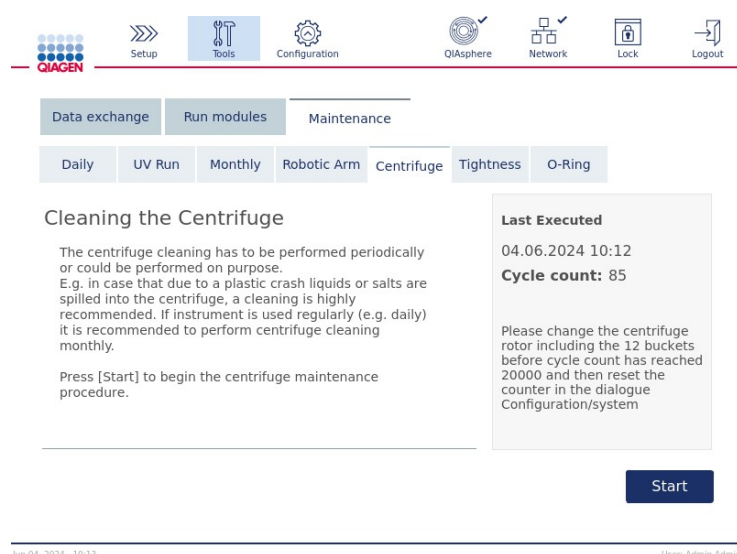 QIAGEN
Setup
Tools
Configuration
QIAsphere
Network
Lock
Logout
Data exchange
Run modules
Maintenance
Daily
UV Run
Monthly
Robotic Arm
Centrifuge
Tightness
O-Ring
Cleaning the Centrifuge
The centrifuge cleaning has to be performed periodically
or could be performed on purpose.
E.g. in case that due to a plastic crash liquids or salts are
spilled into the centrifuge, a cleaning is highly
recommended. If instrument is used regularly (e.g. daily)
it is recommended to perform centrifuge cleaning
monthly.
Press [Start] to begin the centrifuge maintenance
procedure.
Last Executed
04.06.2024 10:12
Cycle count: 85
Please change the centrifuge
rotor including the 12 buckets
before cycle count has reached
20000 and then reset the
counter in the dialogue
Configuration/system
Start